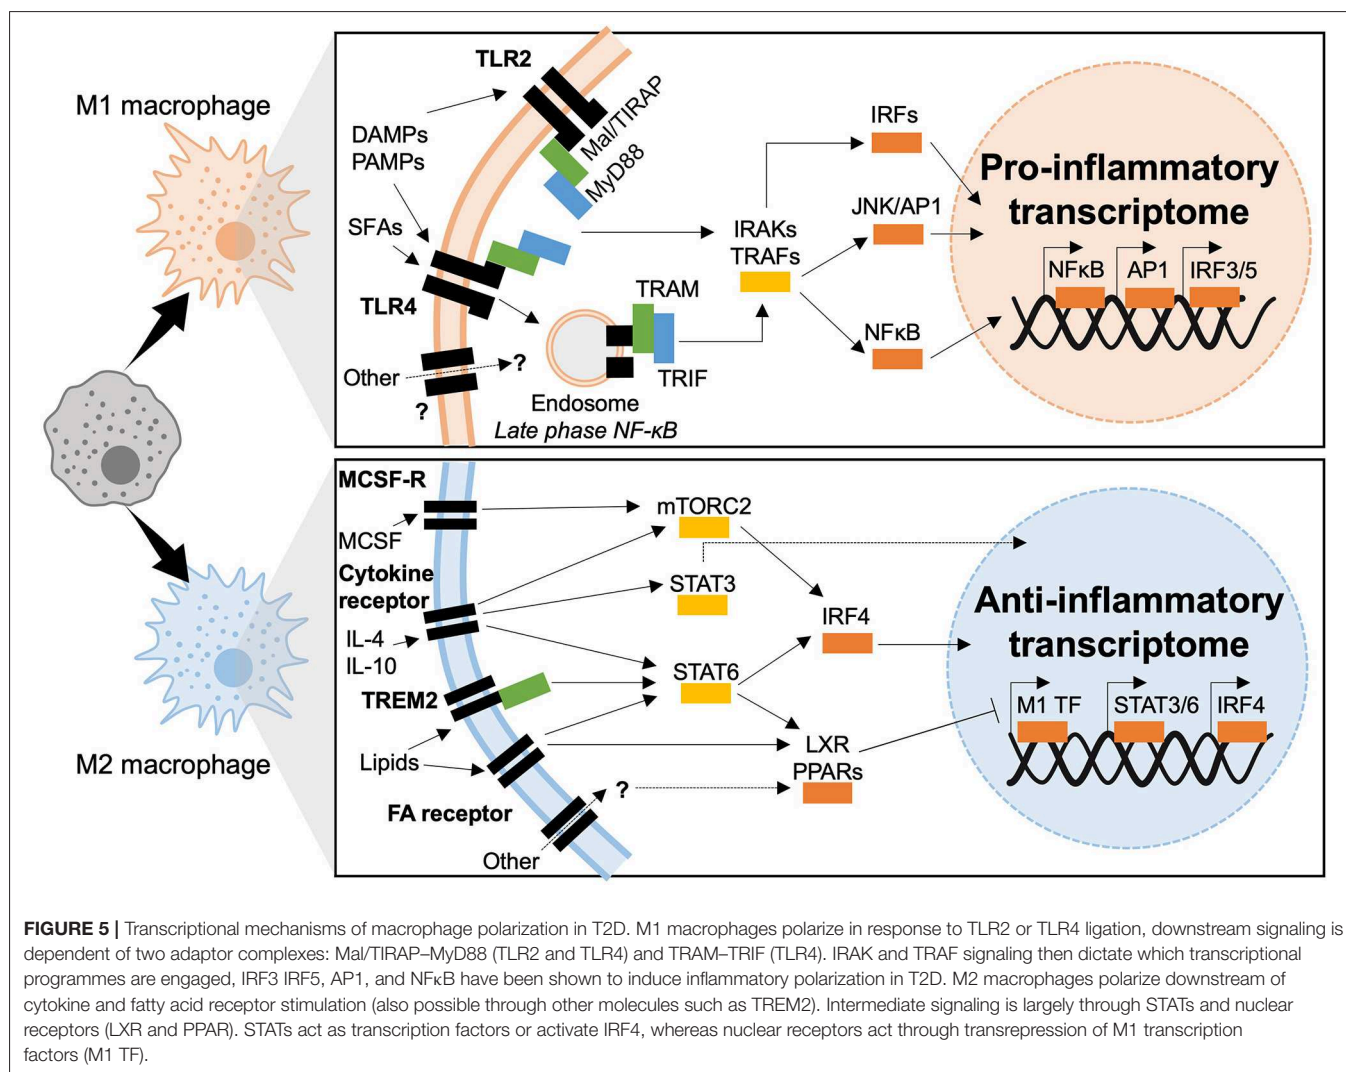 M1 macrophage
TLR2
DAMPs
PAMPs
SFAs
TLR4
Other
?
?
Mal/TIRAP
MyD88
TRAM
TRIF
Endosome
Late phase NF-κB
IRAKs
TRAFs
IRFs
JNK/AP1
NFκB
Pro-inflammatory
transcriptome
NFκB AP1 IRF3/5
M2 macrophage
MCSF-R
MCSF
Cytokine
receptor
IL-4
IL-10
TREM2
Lipids
FA receptor
Other
?
mTORC2
STAT3
STAT6
IRF4
LXR
PPARs
Anti-inflammatory
transcriptome
M1 TF STAT3/6 IRF4
FIGURE 5 | Transcriptional mechanisms of macrophage polarization in T2D. M1 macrophages polarize in response to TLR2 or TLR4 ligation, downstream signaling is
dependent of two adaptor complexes: Mal/TIRAP–MyD88 (TLR2 and TLR4) and TRAM–TRIF (TLR4). IRAK and TRAF signaling then dictate which transcriptional
programmes are engaged, IRF3 IRF5, AP1, and NFκB have been shown to induce inflammatory polarization in T2D. M2 macrophages polarize downstream of
cytokine and fatty acid receptor stimulation (also possible through other molecules such as TREM2). Intermediate signaling is largely through STATs and nuclear
receptors (LXR and PPAR). STATs act as transcription factors or activate IRF4, whereas nuclear receptors act through transrepression of M1 transcription
factors (M1 TF).